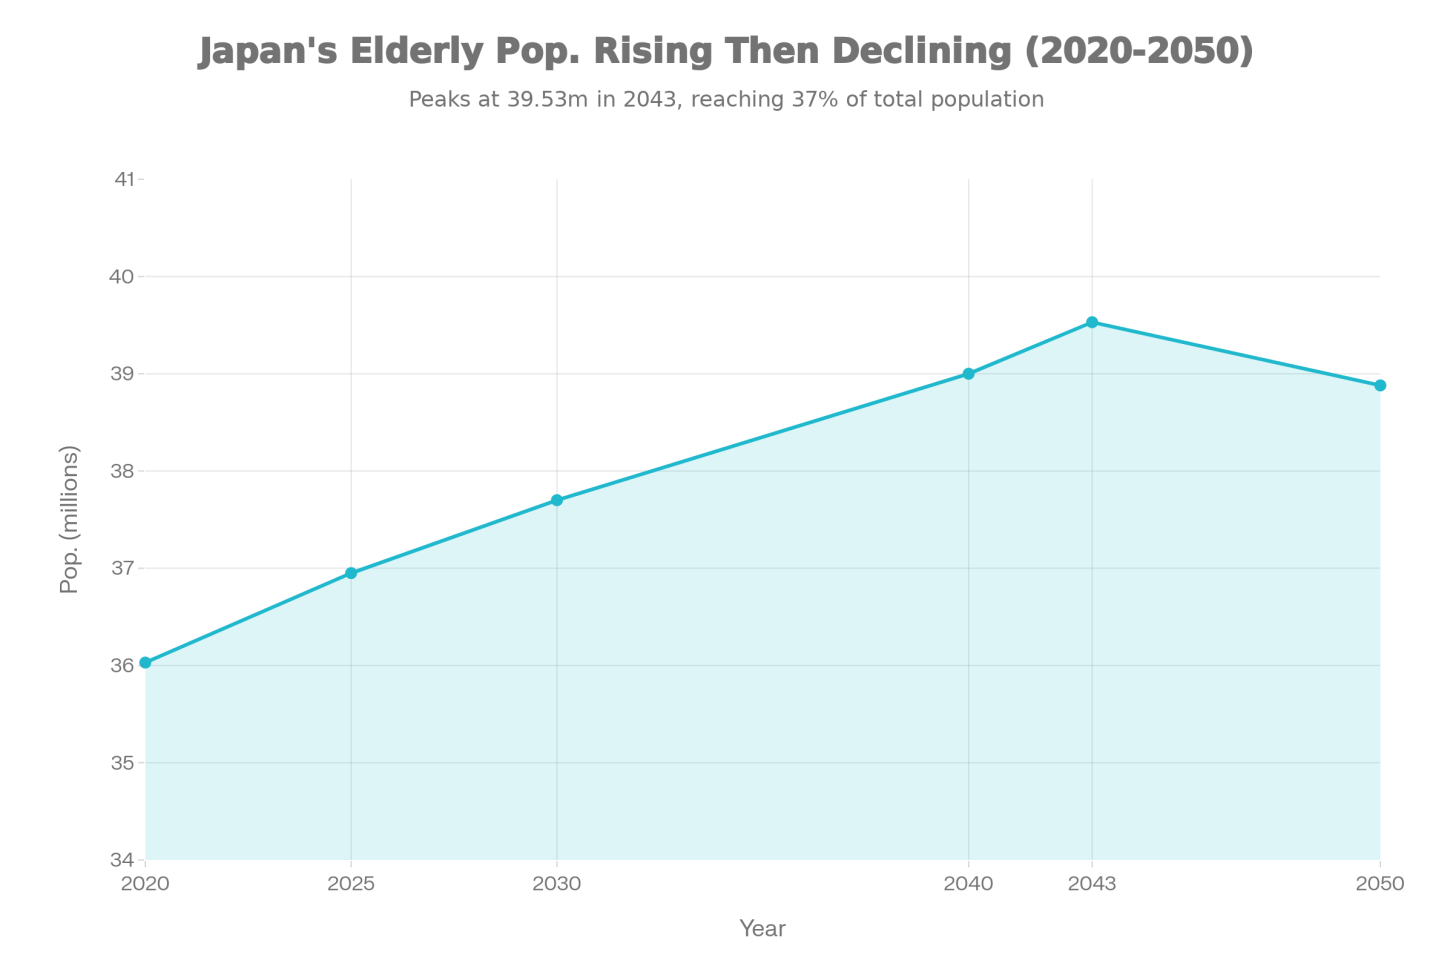 Japan's Elderly Pop. Rising Then Declining (2020-2050)
Peaks at 39.53m in 2043, reaching 37% of total population
41
40
39
38
37
36
35
34
Pop. (millions)
2020 2025 2030 2040 2043 2050
Year